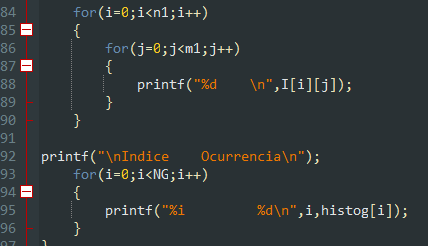 84 for(i=0;i<n1;i++)
85 {
86 for(j=0;j<m1;j++)
87 {
88 printf("%d    \n",I[i][j]);
89 }
90 }
91
92 printf("\nIndice    Ocurrencia\n");
93 for(i=0;i<NG;i++)
94 {
95 printf("%i        %d\n",i,histog[i]);
96 }